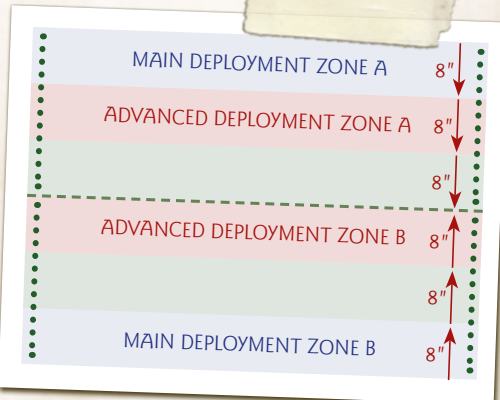 MAIN DEPLOYMENT ZONE A
8"
ADVANCED DEPLOYMENT ZONE A
8"
8"
ADVANCED DEPLOYMENT ZONE B
8"
8"
MAIN DEPLOYMENT ZONE B
8"